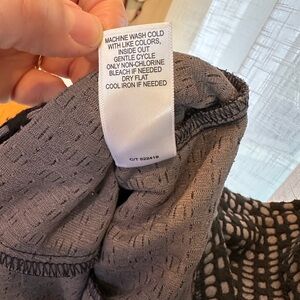 MACHINE WASH COLD
WITH LIKE COLORS,
INSIDE OUT
GENTLE CYCLE
ONLY NON-CHLORINE
BLEACH IF NEEDED
DRY FLAT
COOL IRON IF NEEDED
C/T 022419